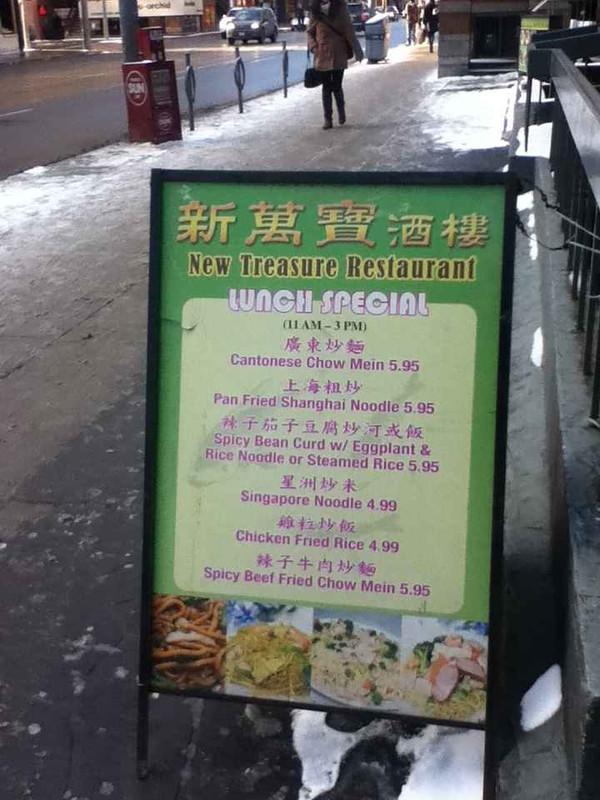 -orchid
SUN
新萬寶酒樓
New Treasure Restaurant
LUNCH SPECIAL
(11 AM – 3 PM)
廣東炒麵
Cantonese Chow Mein 5.95
上海粗炒
Pan Fried Shanghai Noodle 5.95
辣子茄子豆腐炒河或飯
Spicy Bean Curd w/ Eggplant &
Rice Noodle or Steamed Rice 5.95
星洲炒米
Singapore Noodle 4.99
雞粒炒飯
Chicken Fried Rice 4.99
辣子牛肉炒麵
Spicy Beef Fried Chow Mein 5.95